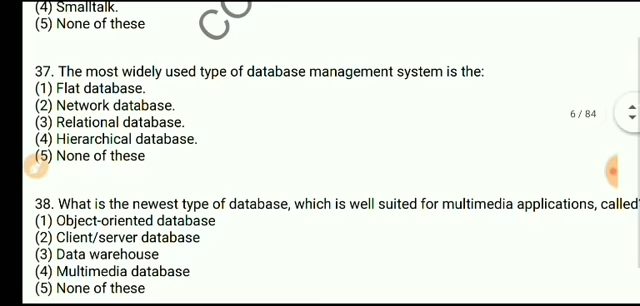 (4) Smalltalk.
(5) None of these
CO
37. The most widely used type of database management system is the:
(1) Flat database.
(2) Network database.
(3) Relational database.
(4) Hierarchical database.
(5) None of these
6 / 84
38. What is the newest type of database, which is well suited for multimedia applications, called
(1) Object-oriented database
(2) Client/server database
(3) Data warehouse
(4) Multimedia database
(5) None of these